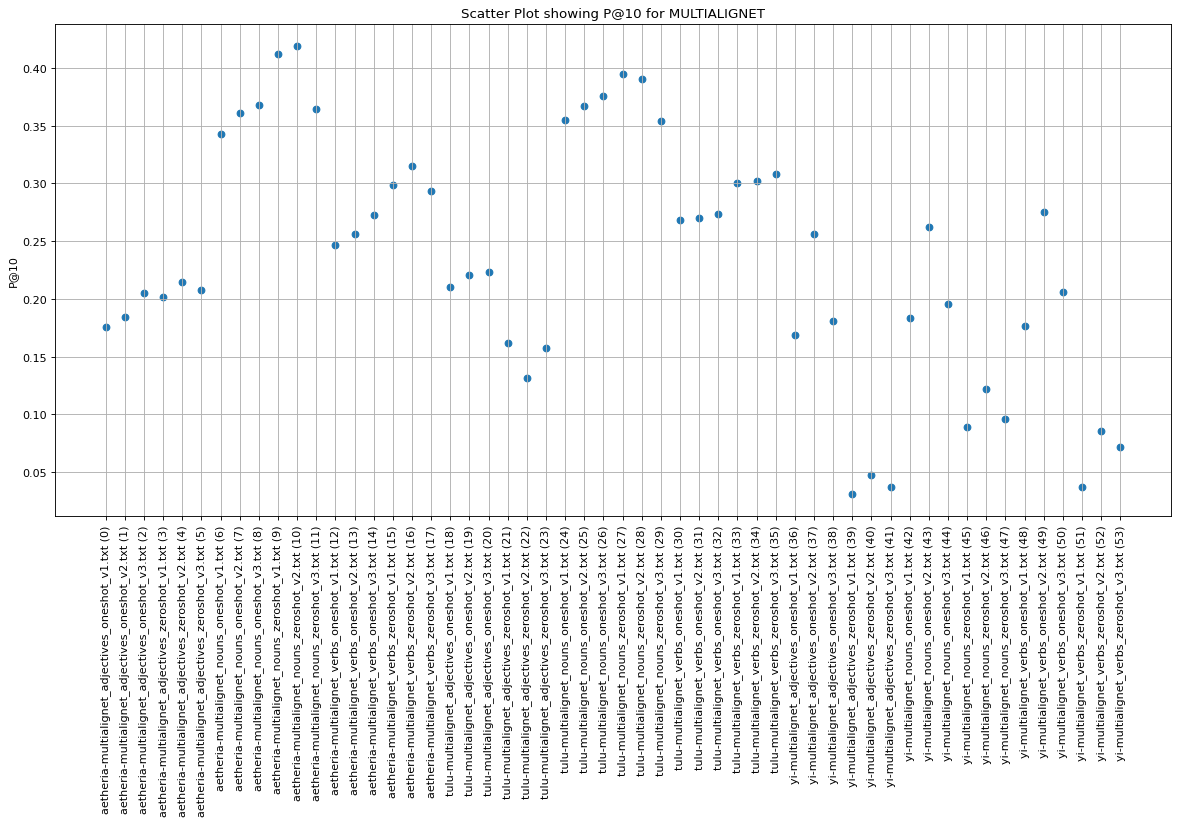 Scatter Plot showing P@10 for MULTIALIGNET
P@10
0.40
0.35
0.30
0.25
0.20
0.15
0.10
0.05
aetheria-multialignet_adjectives_oneshot_v1.txt (0)
aetheria-multialignet_adjectives_oneshot_v2.txt (1)
aetheria-multialignet_adjectives_oneshot_v3.txt (2)
aetheria-multialignet_adjectives_zeroshot_v1.txt (3)
aetheria-multialignet_adjectives_zeroshot_v2.txt (4)
aetheria-multialignet_adjectives_zeroshot_v3.txt (5)
aetheria-multialignet_nouns_oneshot_v1.txt (6)
aetheria-multialignet_nouns_oneshot_v2.txt (7)
aetheria-multialignet_nouns_oneshot_v3.txt (8)
aetheria-multialignet_nouns_zeroshot_v1.txt (9)
aetheria-multialignet_nouns_zeroshot_v2.txt (10)
aetheria-multialignet_nouns_zeroshot_v3.txt (11)
aetheria-multialignet_verbs_oneshot_v1.txt (12)
aetheria-multialignet_verbs_oneshot_v2.txt (13)
aetheria-multialignet_verbs_oneshot_v3.txt (14)
aetheria-multialignet_verbs_zeroshot_v1.txt (15)
aetheria-multialignet_verbs_zeroshot_v2.txt (16)
aetheria-multialignet_verbs_zeroshot_v3.txt (17)
tulu-multialignet_adjectives_oneshot_v1.txt (18)
tulu-multialignet_adjectives_oneshot_v2.txt (19)
tulu-multialignet_adjectives_oneshot_v3.txt (20)
tulu-multialignet_adjectives_zeroshot_v1.txt (21)
tulu-multialignet_adjectives_zeroshot_v2.txt (22)
tulu-multialignet_adjectives_zeroshot_v3.txt (23)
tulu-multialignet_nouns_oneshot_v1.txt (24)
tulu-multialignet_nouns_oneshot_v2.txt (25)
tulu-multialignet_nouns_oneshot_v3.txt (26)
tulu-multialignet_nouns_zeroshot_v1.txt (27)
tulu-multialignet_nouns_zeroshot_v2.txt (28)
tulu-multialignet_nouns_zeroshot_v3.txt (29)
tulu-multialignet_verbs_oneshot_v1.txt (30)
tulu-multialignet_verbs_oneshot_v2.txt (31)
tulu-multialignet_verbs_oneshot_v3.txt (32)
tulu-multialignet_verbs_zeroshot_v1.txt (33)
tulu-multialignet_verbs_zeroshot_v2.txt (34)
tulu-multialignet_verbs_zeroshot_v3.txt (35)
yi-multialignet_adjectives_oneshot_v1.txt (36)
yi-multialignet_adjectives_oneshot_v2.txt (37)
yi-multialignet_adjectives_oneshot_v3.txt (38)
yi-multialignet_adjectives_zeroshot_v1.txt (39)
yi-multialignet_adjectives_zeroshot_v2.txt (40)
yi-multialignet_adjectives_zeroshot_v3.txt (41)
yi-multialignet_nouns_oneshot_v1.txt (42)
yi-multialignet_nouns_oneshot_v2.txt (43)
yi-multialignet_nouns_oneshot_v3.txt (44)
yi-multialignet_nouns_zeroshot_v1.txt (45)
yi-multialignet_nouns_zeroshot_v2.txt (46)
yi-multialignet_nouns_zeroshot_v3.txt (47)
yi-multialignet_verbs_oneshot_v1.txt (48)
yi-multialignet_verbs_oneshot_v2.txt (49)
yi-multialignet_verbs_oneshot_v3.txt (50)
yi-multialignet_verbs_zeroshot_v1.txt (51)
yi-multialignet_verbs_zeroshot_v2.txt (52)
yi-multialignet_verbs_zeroshot_v3.txt (53)